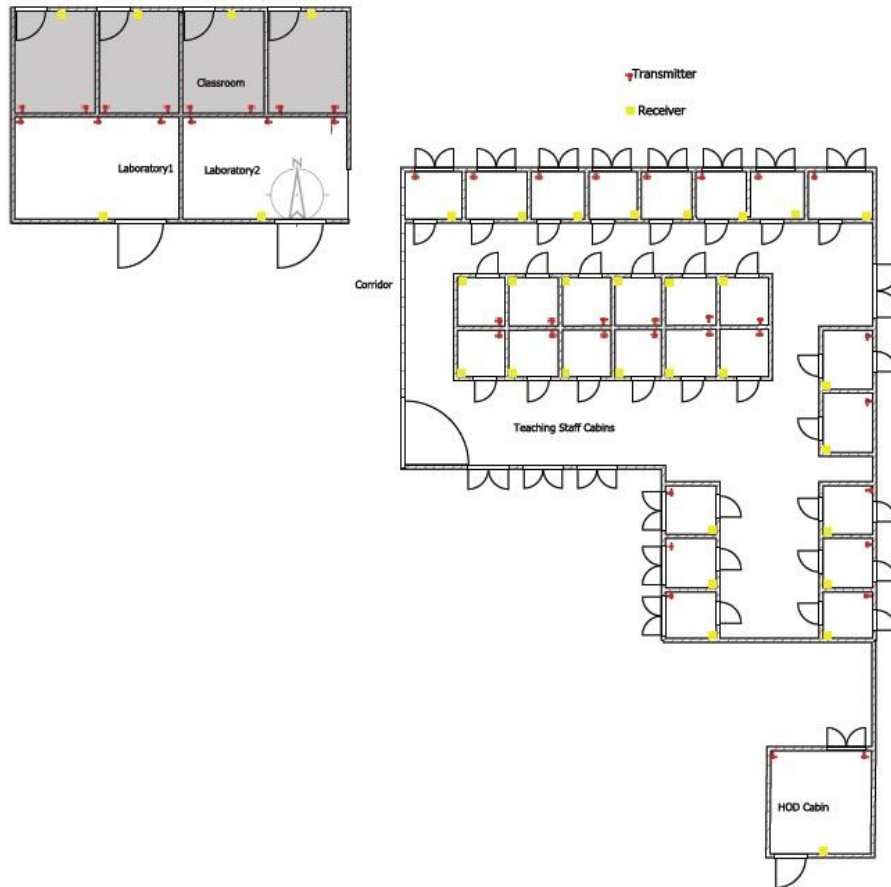 Transmitter
Classroom
Receiver
Laboratory1
Laboratory2
N
Corridor
Teaching Staff Cabins
HOD Cabin